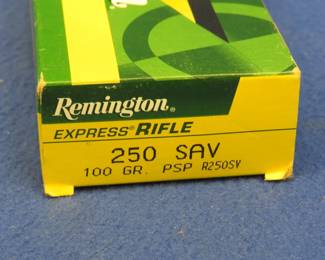 Remington®
EXPRESS® RIFLE
250 SAV
100 GR. PSP R250SV